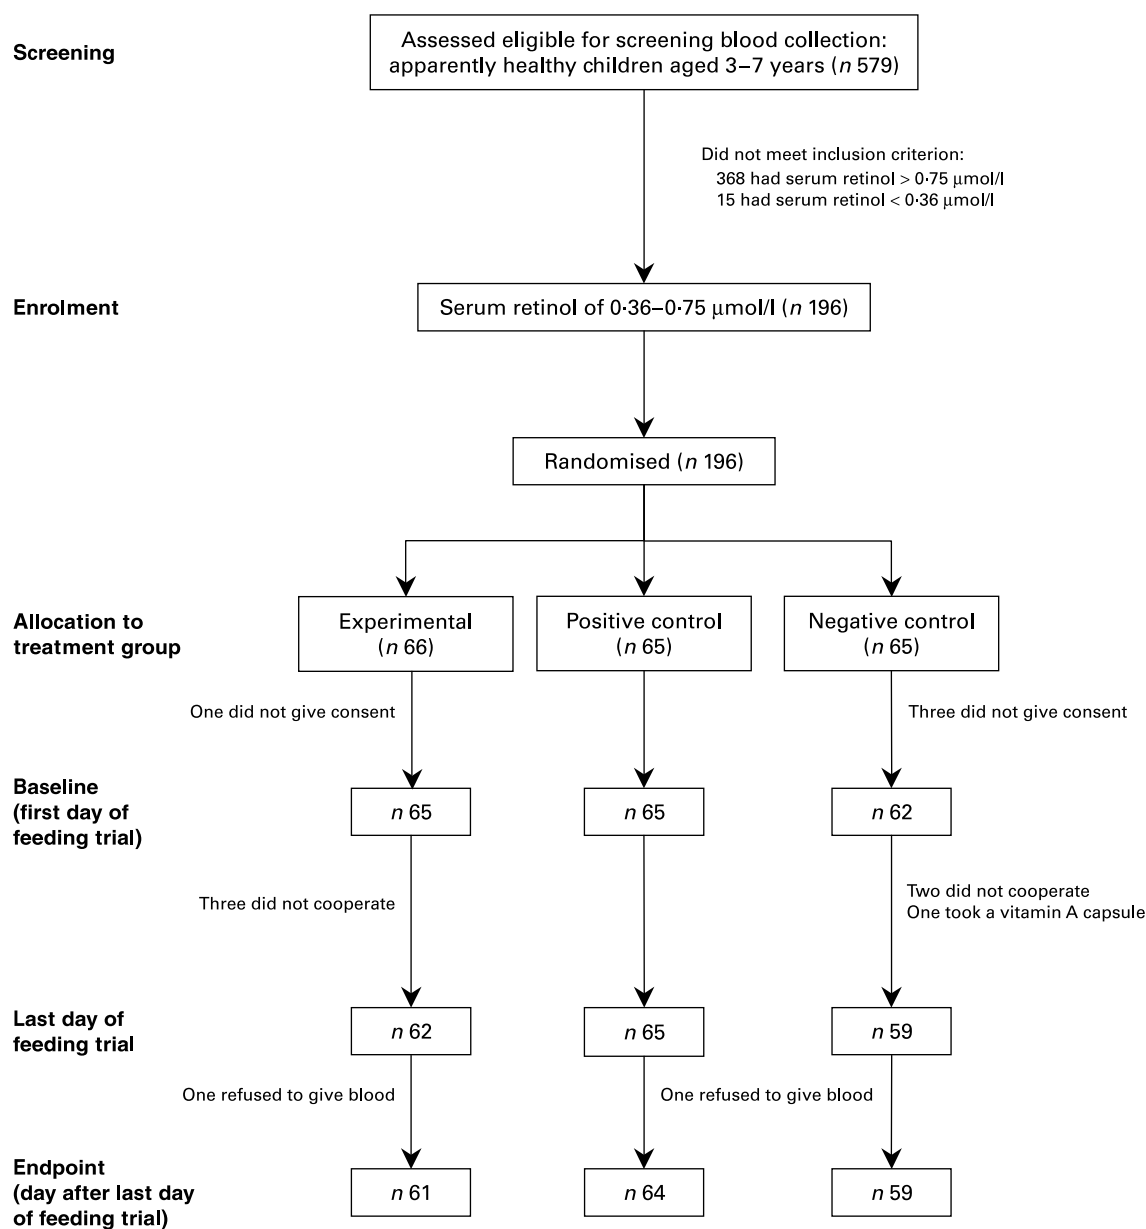 Screening
Assessed eligible for screening blood collection:
apparently healthy children aged 3–7 years (n 579)
Did not meet inclusion criterion:
368 had serum retinol > 0·75 μmol/l
15 had serum retinol < 0·36 μmol/l
Enrolment
Serum retinol of 0·36–0·75 μmol/l (n 196)
Randomised (n 196)
Allocation to
treatment group
Experimental
(n 66)
Positive control
(n 65)
Negative control
(n 65)
One did not give consent
Three did not give consent
Baseline
(first day of
feeding trial)
n 65
n 65
n 62
Three did not cooperate
Two did not cooperate
One took a vitamin A capsule
Last day of
feeding trial
n 62
n 65
n 59
One refused to give blood
One refused to give blood
Endpoint
(day after last day
of feeding trial)
n 61
n 64
n 59